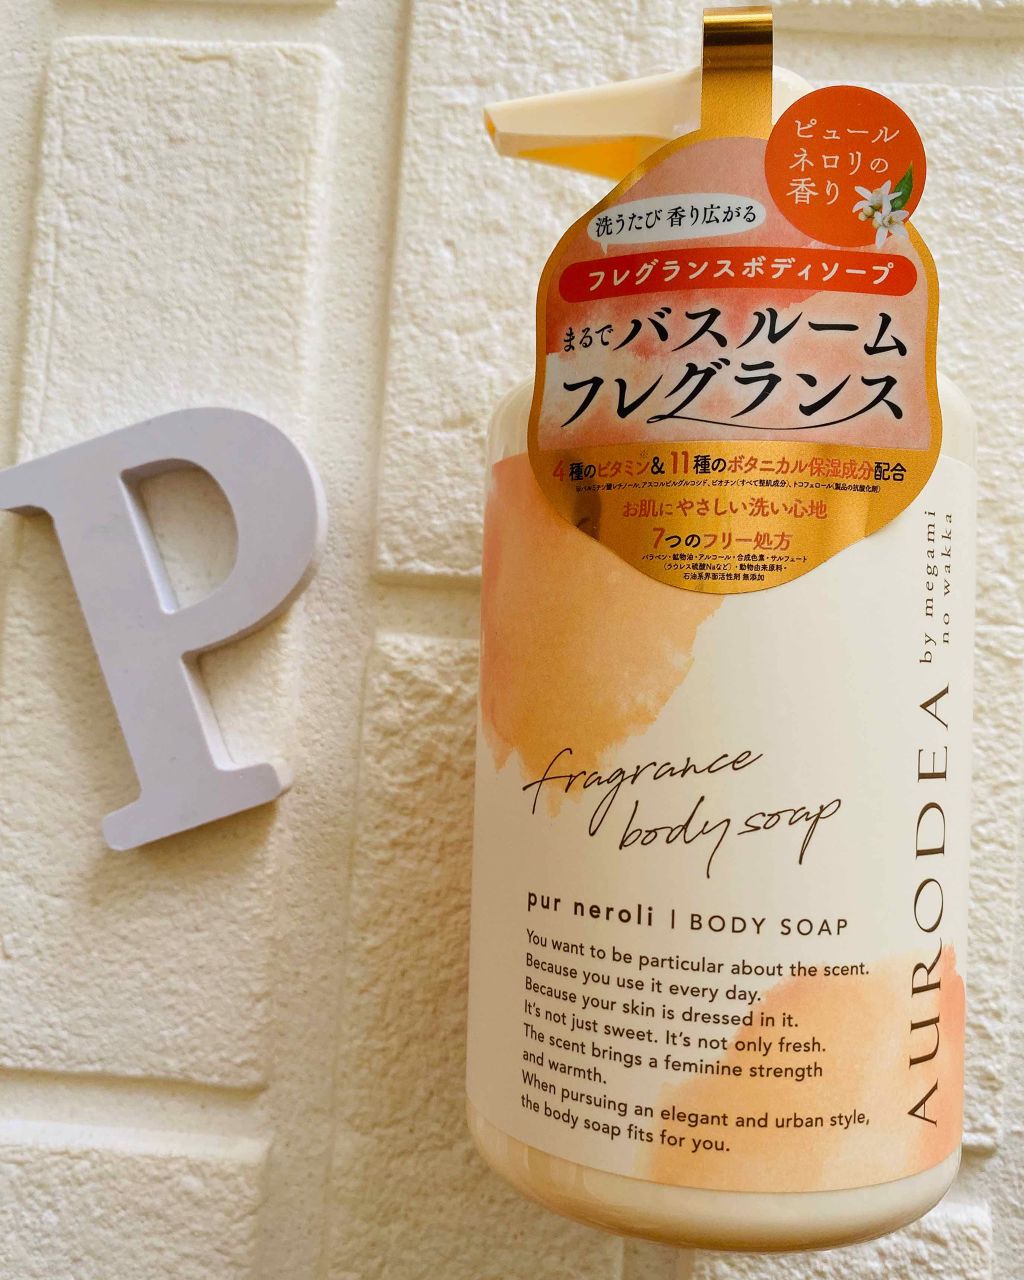 P
ピュール
ネロリの
香り
洗うたび 香り広がる
フレグランスボディソープ
まるでバスルーム
フレグランス
4種のビタミン&11種のボタニカル保湿成分配合
お肌にやさしい洗い心地
7つのフリー処方
パラベン・鉱物油・アルコール・合成色素・サルフェート
(ラウレス硫酸Naなど)・動物由来原料・
石油系界面活性剤 無添加
fragrance
body soap
pur neroli | BODY SOAP
You want to be particular about the scent.
Because you use it every day.
Because your skin is dressed in it.
It's not just sweet. It's not only fresh.
The scent brings a feminine strength
and warmth.
When pursuing an elegant and urban style,
the body soap fits for you.
AURODEA by megami
no wakka